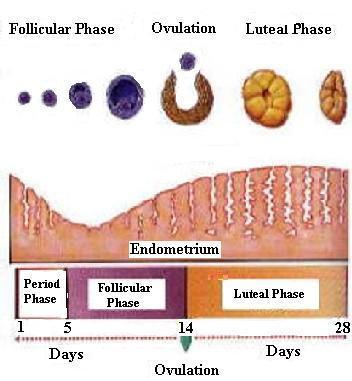 Follicular Phase Ovulation Luteal Phase
Endometrium
Period
Phase
Follicular
Phase
Luteal Phase
1 5 14 28
Days Days
Ovulation